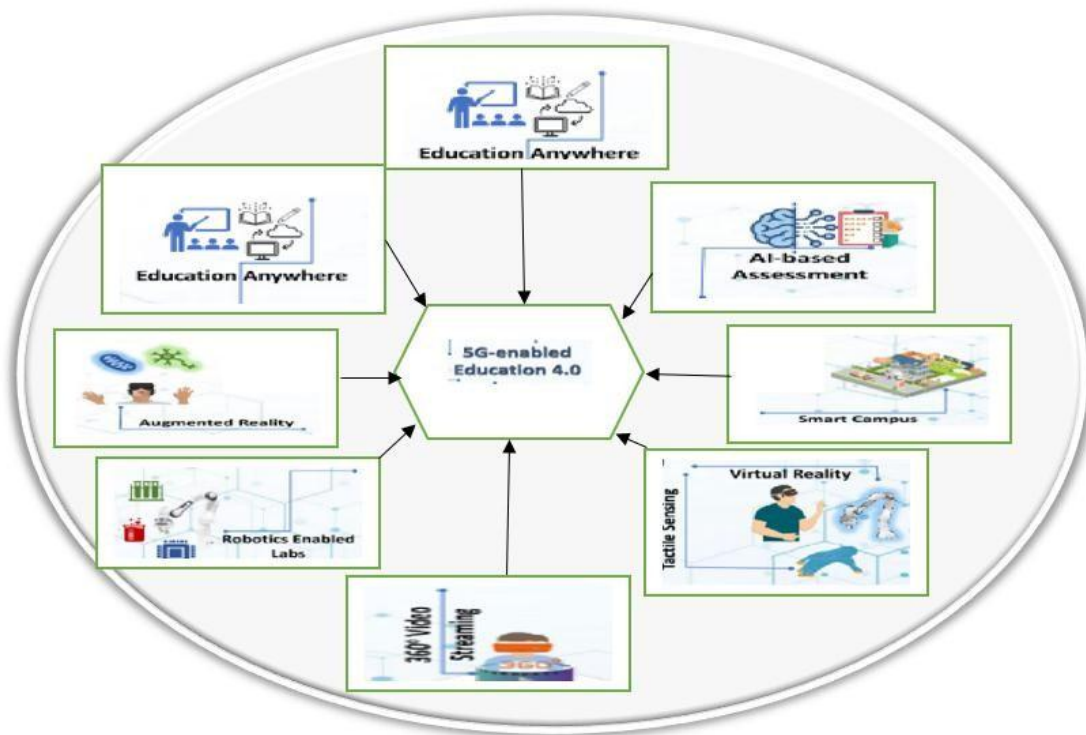 Education Anywhere
Education Anywhere
AI-based
Assessment
5G-enabled
Education 4.0
Augmented Reality
Smart Campus
Robotics Enabled
Labs
Virtual Reality
Tactile Sensing
360° Video
Streaming
360°